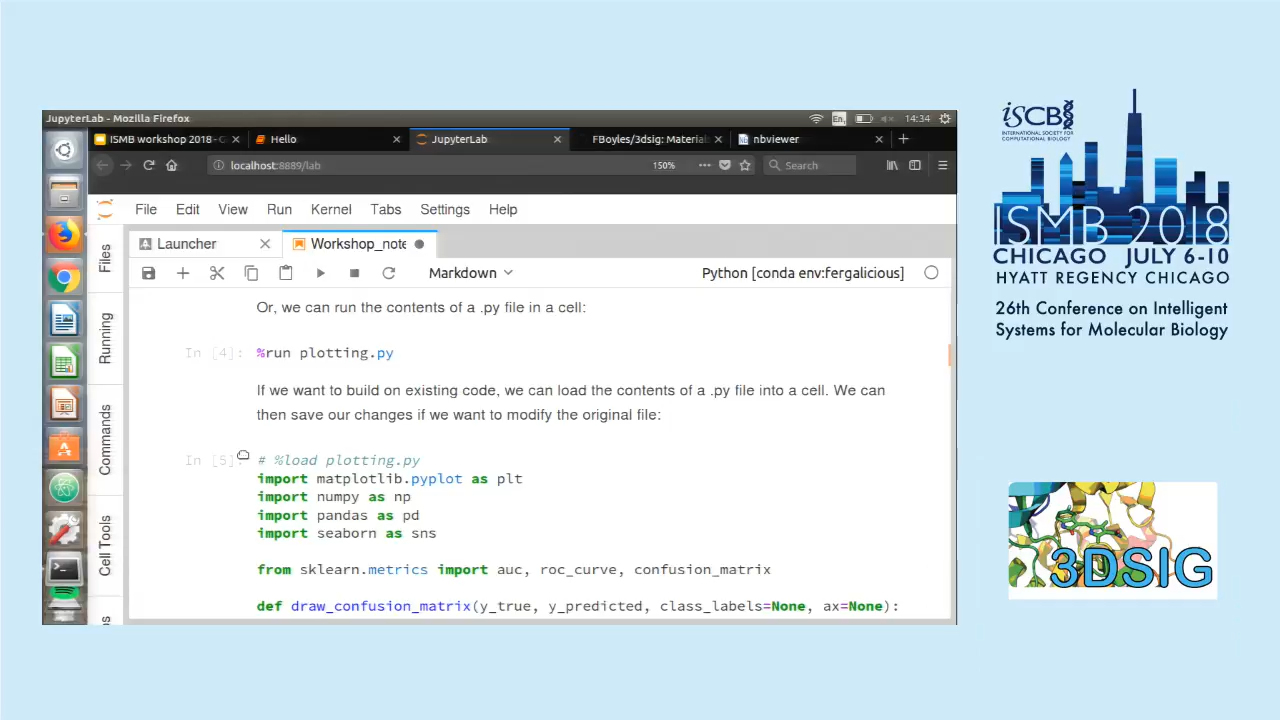 JupyterLab - Mozilla Firefox
En
14:34
ISMB workshop 2018 - G
Hello
JupyterLab
FBoyles/3dsig: Material
nbviewer
localhost:8889/lab
150%
Search
File
Edit
View
Run
Kernel
Tabs
Settings
Help
Files
Running
Commands
Cell Tools
Launcher
Workshop_note
Markdown
Python [conda env:fergalicious]
Or, we can run the contents of a .py file in a cell:
In [4]: %run plotting.py
If we want to build on existing code, we can load the contents of a .py file into a cell. We can
then save our changes if we want to modify the original file:
In [5]: # %load plotting.py
import matplotlib.pyplot as plt
import numpy as np
import pandas as pd
import seaborn as sns
from sklearn.metrics import auc, roc_curve, confusion_matrix
def draw_confusion_matrix(y_true, y_predicted, class_labels=None, ax=None):
iSCB
INTERNATIONAL SOCIETY FOR
COMPUTATIONAL BIOLOGY
ISMB 2018
CHICAGO JULY 6-10
HYATT REGENCY CHICAGO
26th Conference on Intelligent
Systems for Molecular Biology
3DSIG